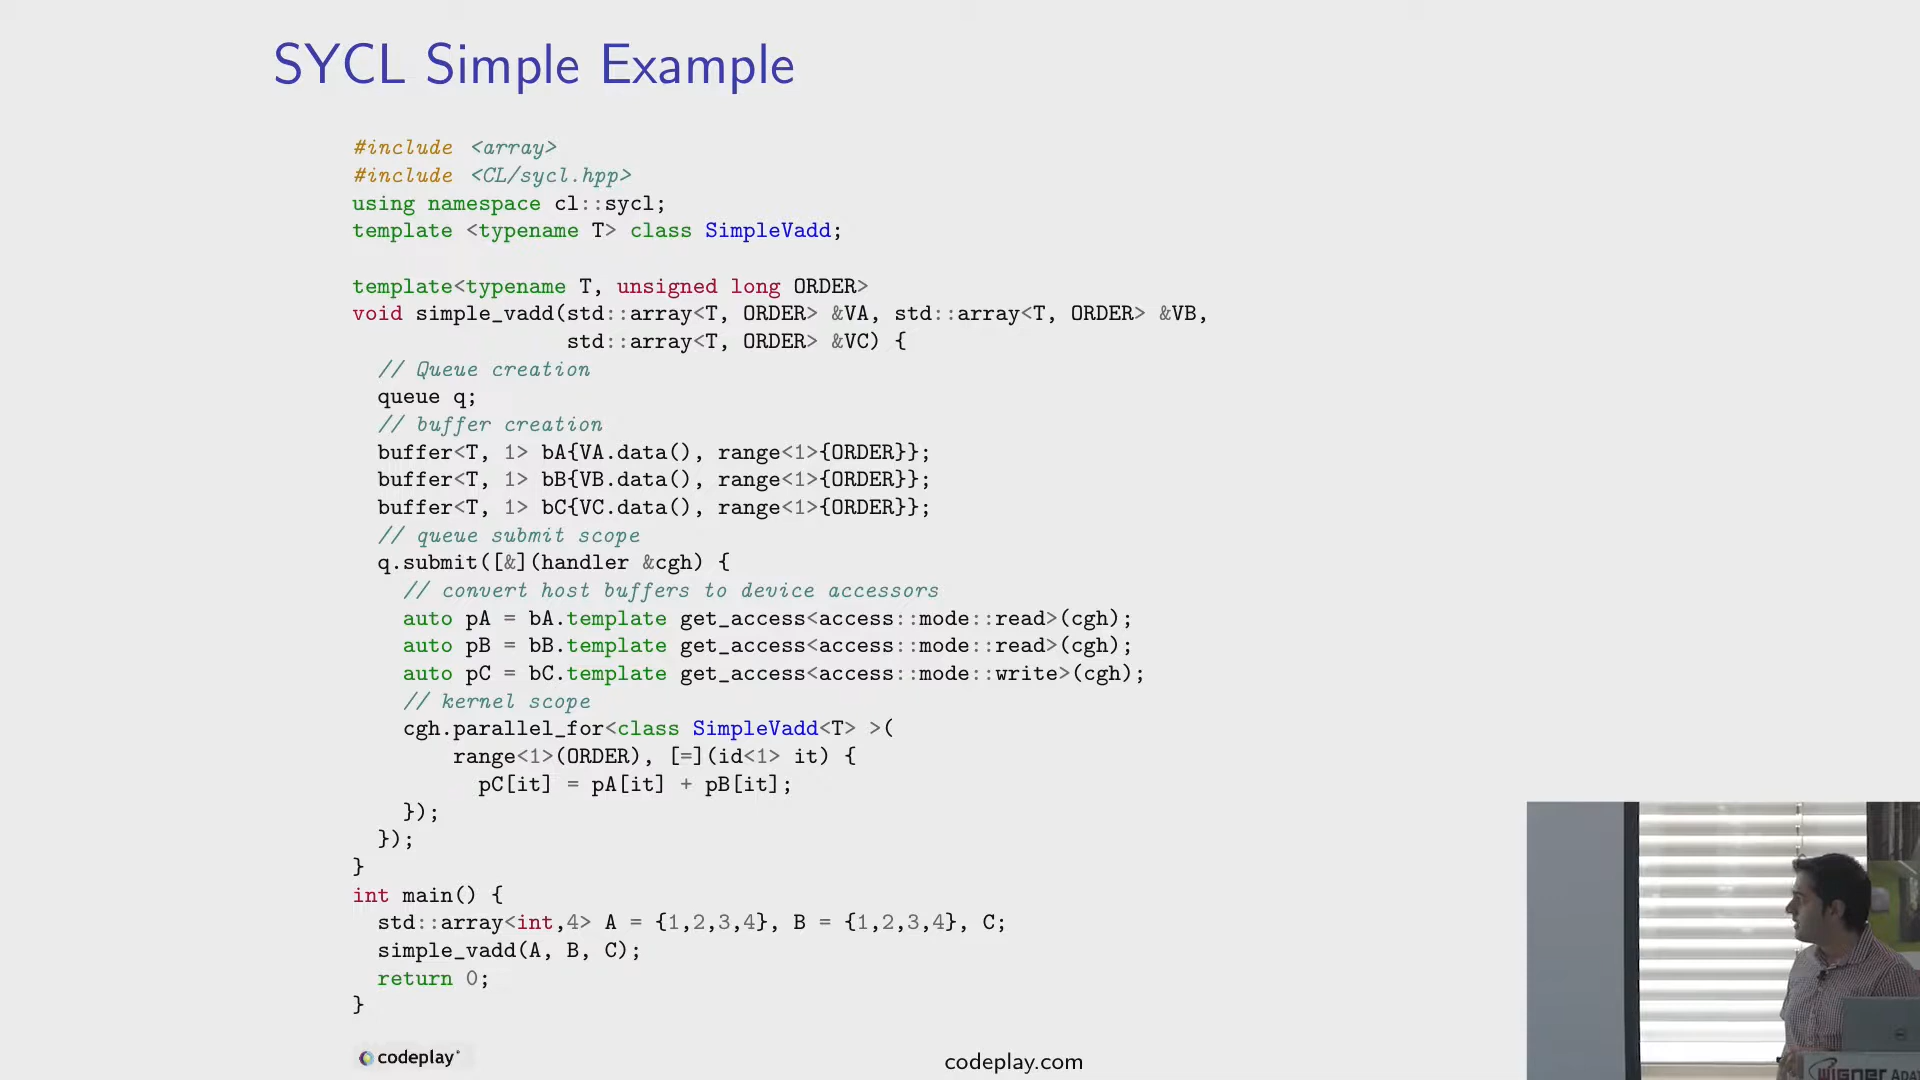 SYCL Simple Example
#include <array>
#include <CL/sycl.hpp>
using namespace cl::sycl;
template <typename T> class SimpleVadd;
template<typename T, unsigned long ORDER>
void simple_vadd(std::array<T, ORDER> &VA, std::array<T, ORDER> &VB,
std::array<T, ORDER> &VC) {
// Queue creation
queue q;
// buffer creation
buffer<T, 1> bA{VA.data(), range<1>{ORDER}};
buffer<T, 1> bB{VB.data(), range<1>{ORDER}};
buffer<T, 1> bC{VC.data(), range<1>{ORDER}};
// queue submit scope
q.submit([&](handler &cgh) {
// convert host buffers to device accessors
auto pA = bA.template get_access<access::mode::read>(cgh);
auto pB = bB.template get_access<access::mode::read>(cgh);
auto pC = bC.template get_access<access::mode::write>(cgh);
// kernel scope
cgh.parallel_for<class SimpleVadd<T> >(
range<1>(ORDER), [=](id<1> it) {
pC[it] = pA[it] + pB[it];
});
});
}
int main() {
std::array<int,4> A = {1,2,3,4}, B = {1,2,3,4}, C;
simple_vadd(A, B, C);
return 0;
}
codeplay
codeplay.com
wigner ADAT